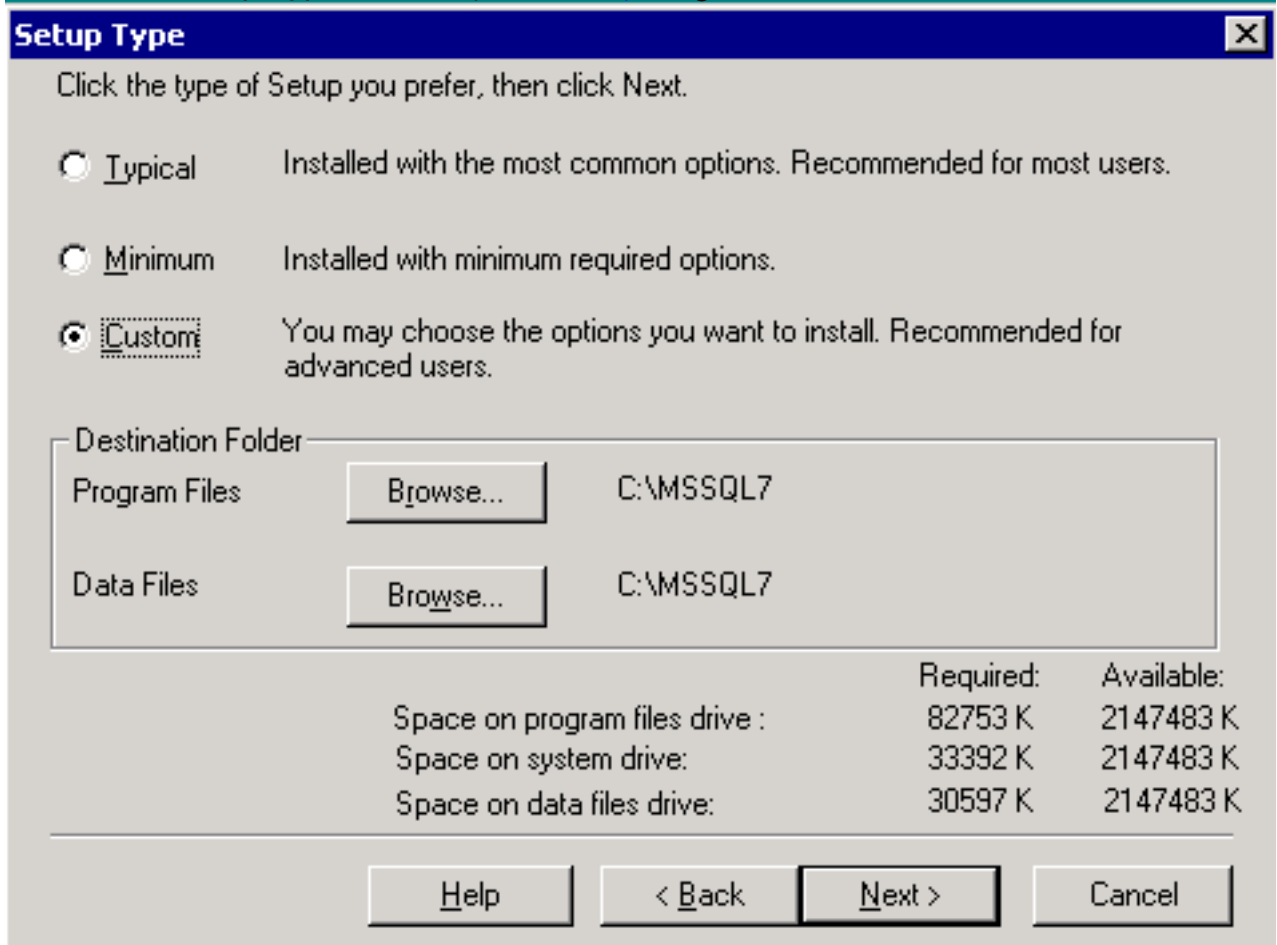 Setup Type
Click the type of Setup you prefer, then click Next.
Typical Installed with the most common options. Recommended for most users.
Minimum Installed with minimum required options.
Custom You may choose the options you want to install. Recommended for
advanced users.
Destination Folder
Program Files Browse... C:\MSSQL7
Data Files Browse... C:\MSSQL7
Required: Available:
Space on program files drive : 82753 K 2147483 K
Space on system drive: 33392 K 2147483 K
Space on data files drive: 30597 K 2147483 K
Help < Back Next > Cancel